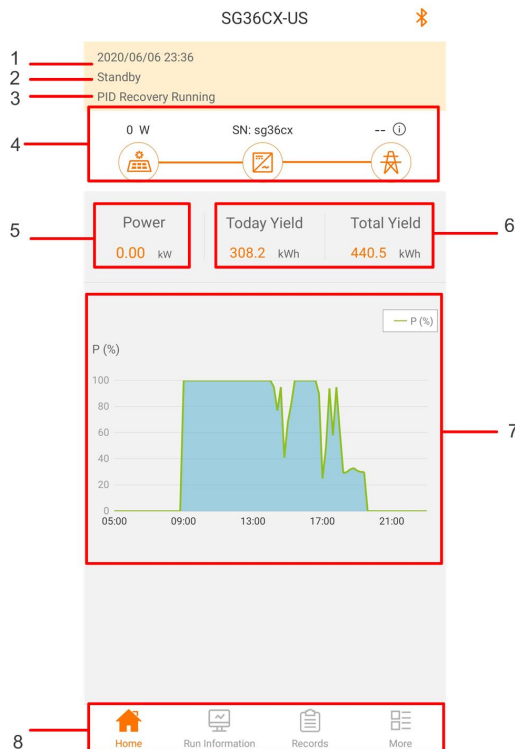 SG36CX-US
1
2020/06/06 23:36
2
Standby
3
PID Recovery Running
4
0 W SN: sg36cx --
5
Power Today Yield Total Yield
6
0.00 kW 308.2 kWh 440.5 kWh
P (%)
P (%)
100
80
7
60
40
20
0
05:00 09:00 13:00 17:00 21:00
8
Home Run Information Records More